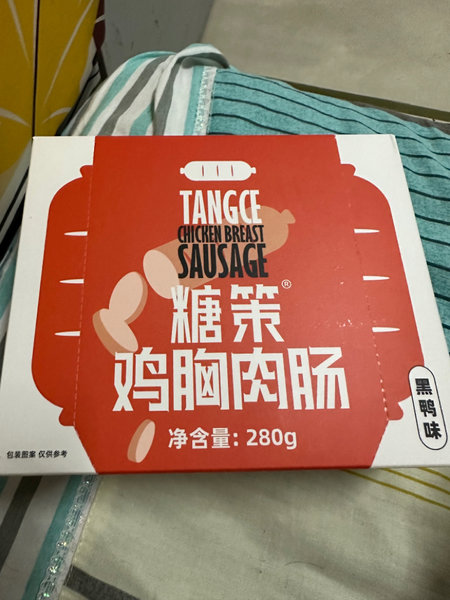 TANGCE
CHICKEN BREAST
SAUSAGE
糖策®
鸡胸肉肠
净含量: 280g
黑鸭味
包装图案 仅供参考